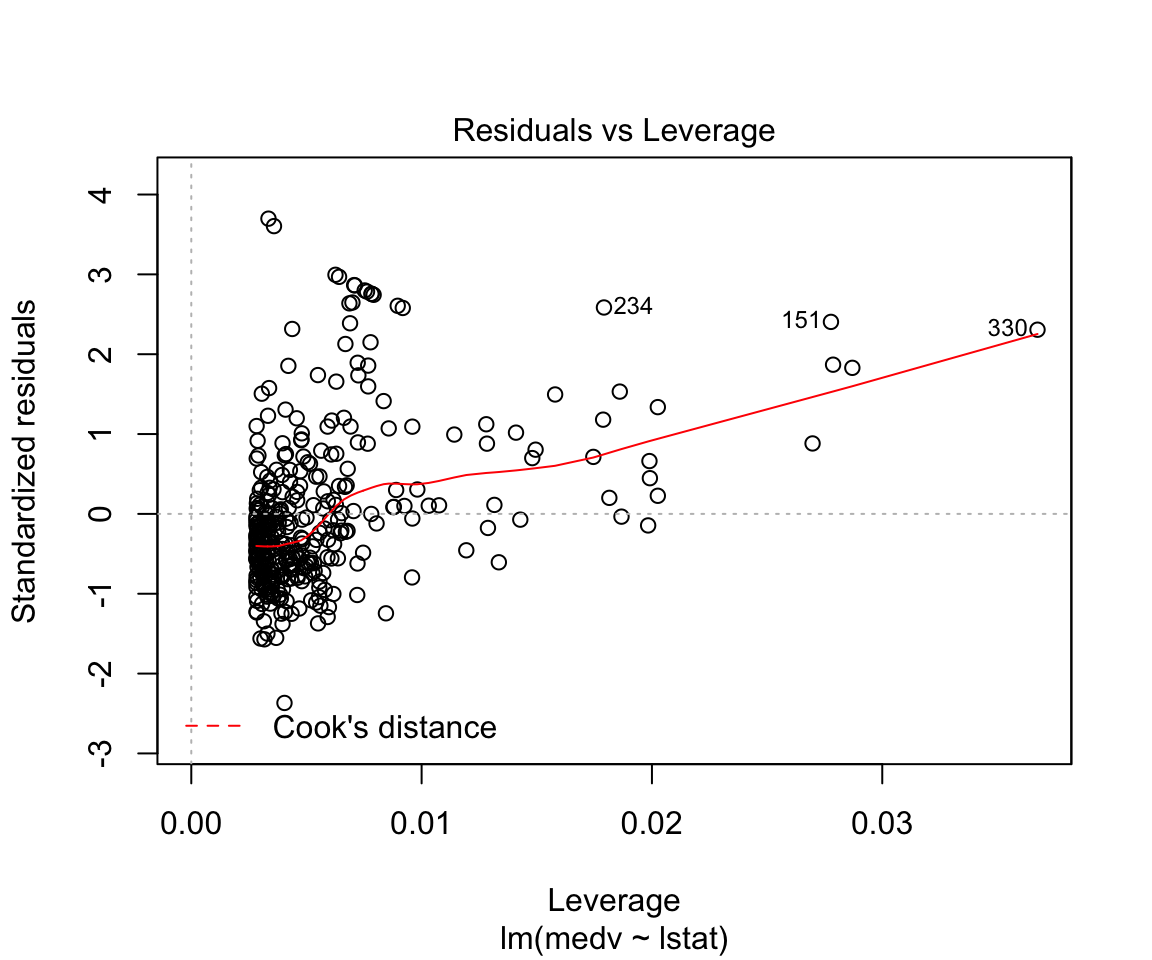 Residuals vs Leverage
Standardized residuals
4
3
2
1
0
-1
-2
-3
234
151
330
Cook's distance
0.00 0.01 0.02 0.03
Leverage
lm(medv ~ lstat)